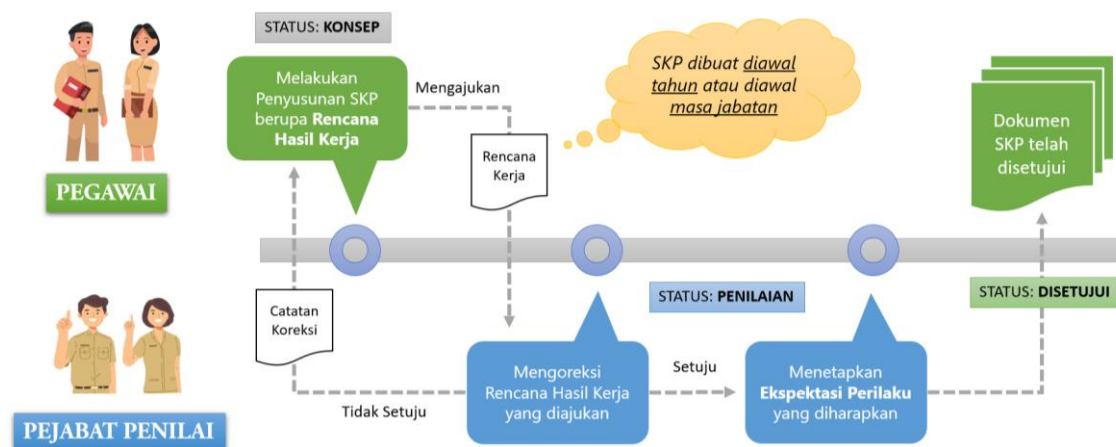 STATUS: KONSEP
Melakukan
Penyusunan SKP
berupa Rencana
Hasil Kerja
Mengajukan
SKP dibuat diawal
tahun atau diawal
masa jabatan
Dokumen
SKP telah
disetujui
Rencana
Kerja
PEGAWAI
STATUS: PENILAIAN
STATUS: DISETUJUI
Catatan
Koreksi
Mengoreksi
Rencana Hasil Kerja
yang diajukan
Setuju
Menetapkan
Ekspektasi Perilaku
yang diharapkan
Tidak Setuju
PEJABAT PENILAI